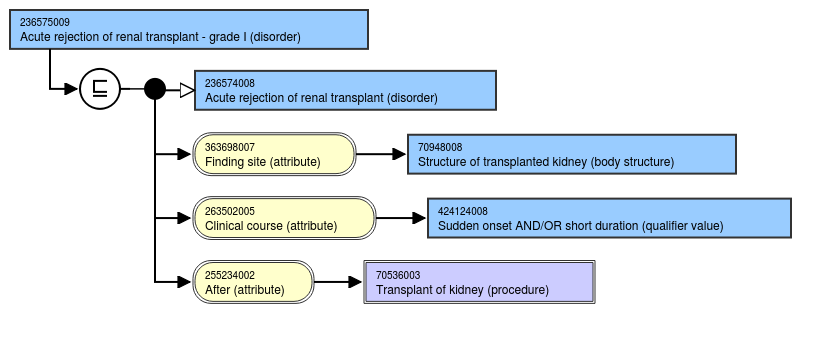 236575009
Acute rejection of renal transplant - grade I (disorder)
⊑
236574008
Acute rejection of renal transplant (disorder)
363698007
Finding site (attribute)
70948008
Structure of transplanted kidney (body structure)
263502005
Clinical course (attribute)
424124008
Sudden onset AND/OR short duration (qualifier value)
255234002
After (attribute)
70536003
Transplant of kidney (procedure)